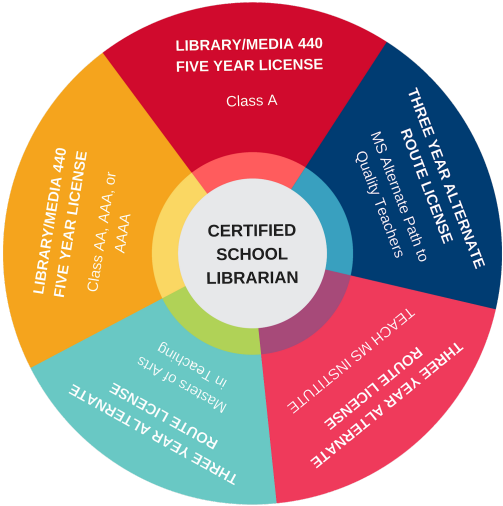 LIBRARY/MEDIA 440
FIVE YEAR LICENSE
Class A
THREE YEAR ALTERNATE
ROUTE LICENSE
MS Alternate Path to
Quality Teachers
THREE YEAR ALTERNATE
ROUTE LICENSE
TEACH MS INSTITUTE
THREE YEAR ALTERNATE
ROUTE LICENSE
Masters of Arts
In Teaching
LIBRARY/MEDIA 440
FIVE YEAR LICENSE
Class AA, AAA, or
AAAA
CERTIFIED
SCHOOL
LIBRARIAN